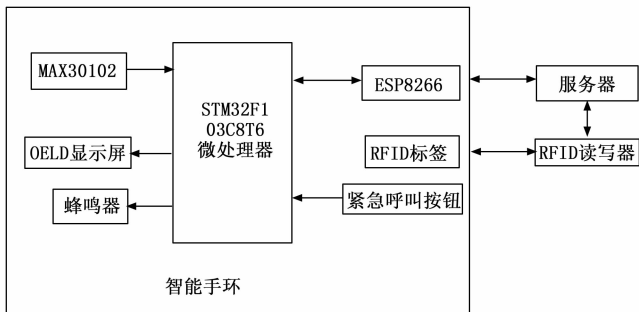 MAX30102
OELD显示屏
蜂鸣器
STM32F1
03C8T6
微处理器
ESP8266
RFID标签
紧急呼叫按钮
服务器
RFID读写器
智能手环